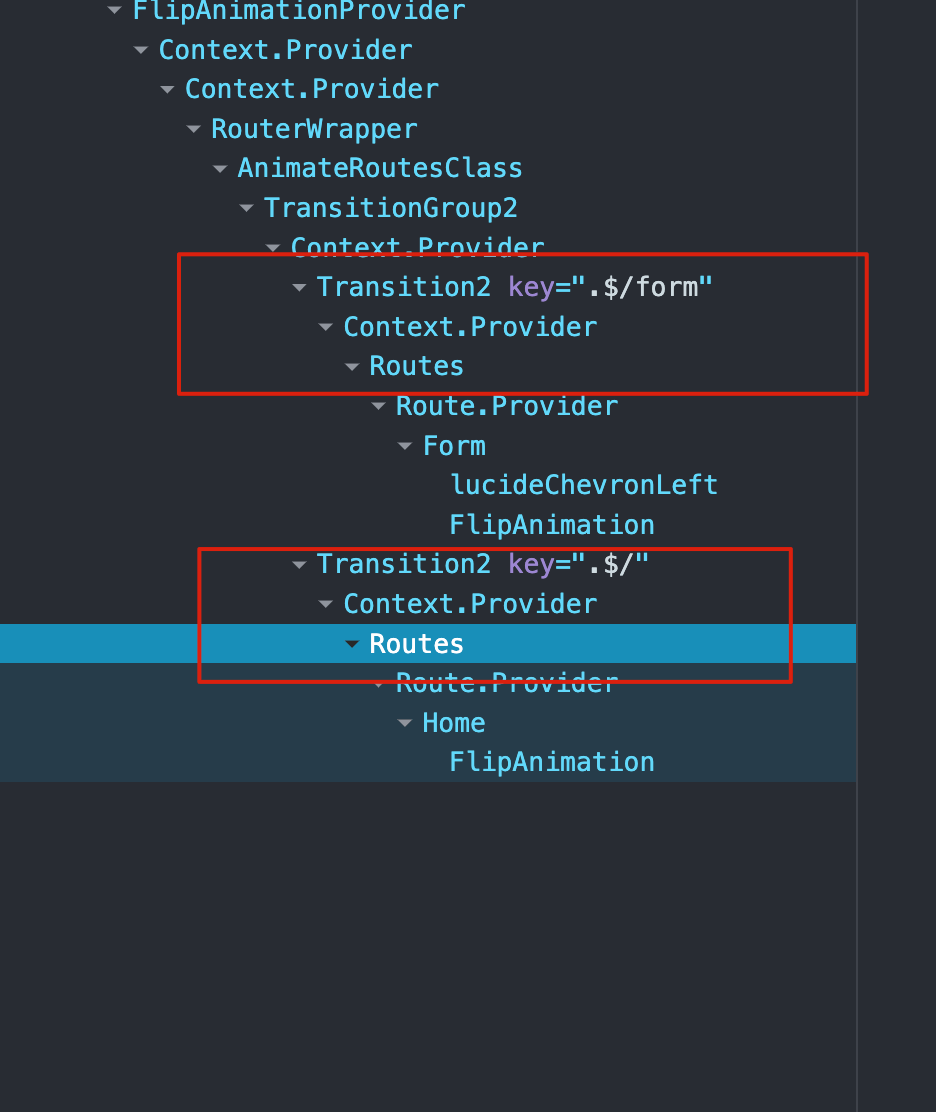 FlipAnimationProvider
Context.Provider
Context.Provider
RouterWrapper
AnimateRoutesClass
TransitionGroup2
Context.Provider
Transition2 key=".$/form"
Context.Provider
Routes
Route.Provider
Form
lucideChevronLeft
FlipAnimation
Transition2 key=".$/"
Context.Provider
Routes
Route.Provider
Home
FlipAnimation